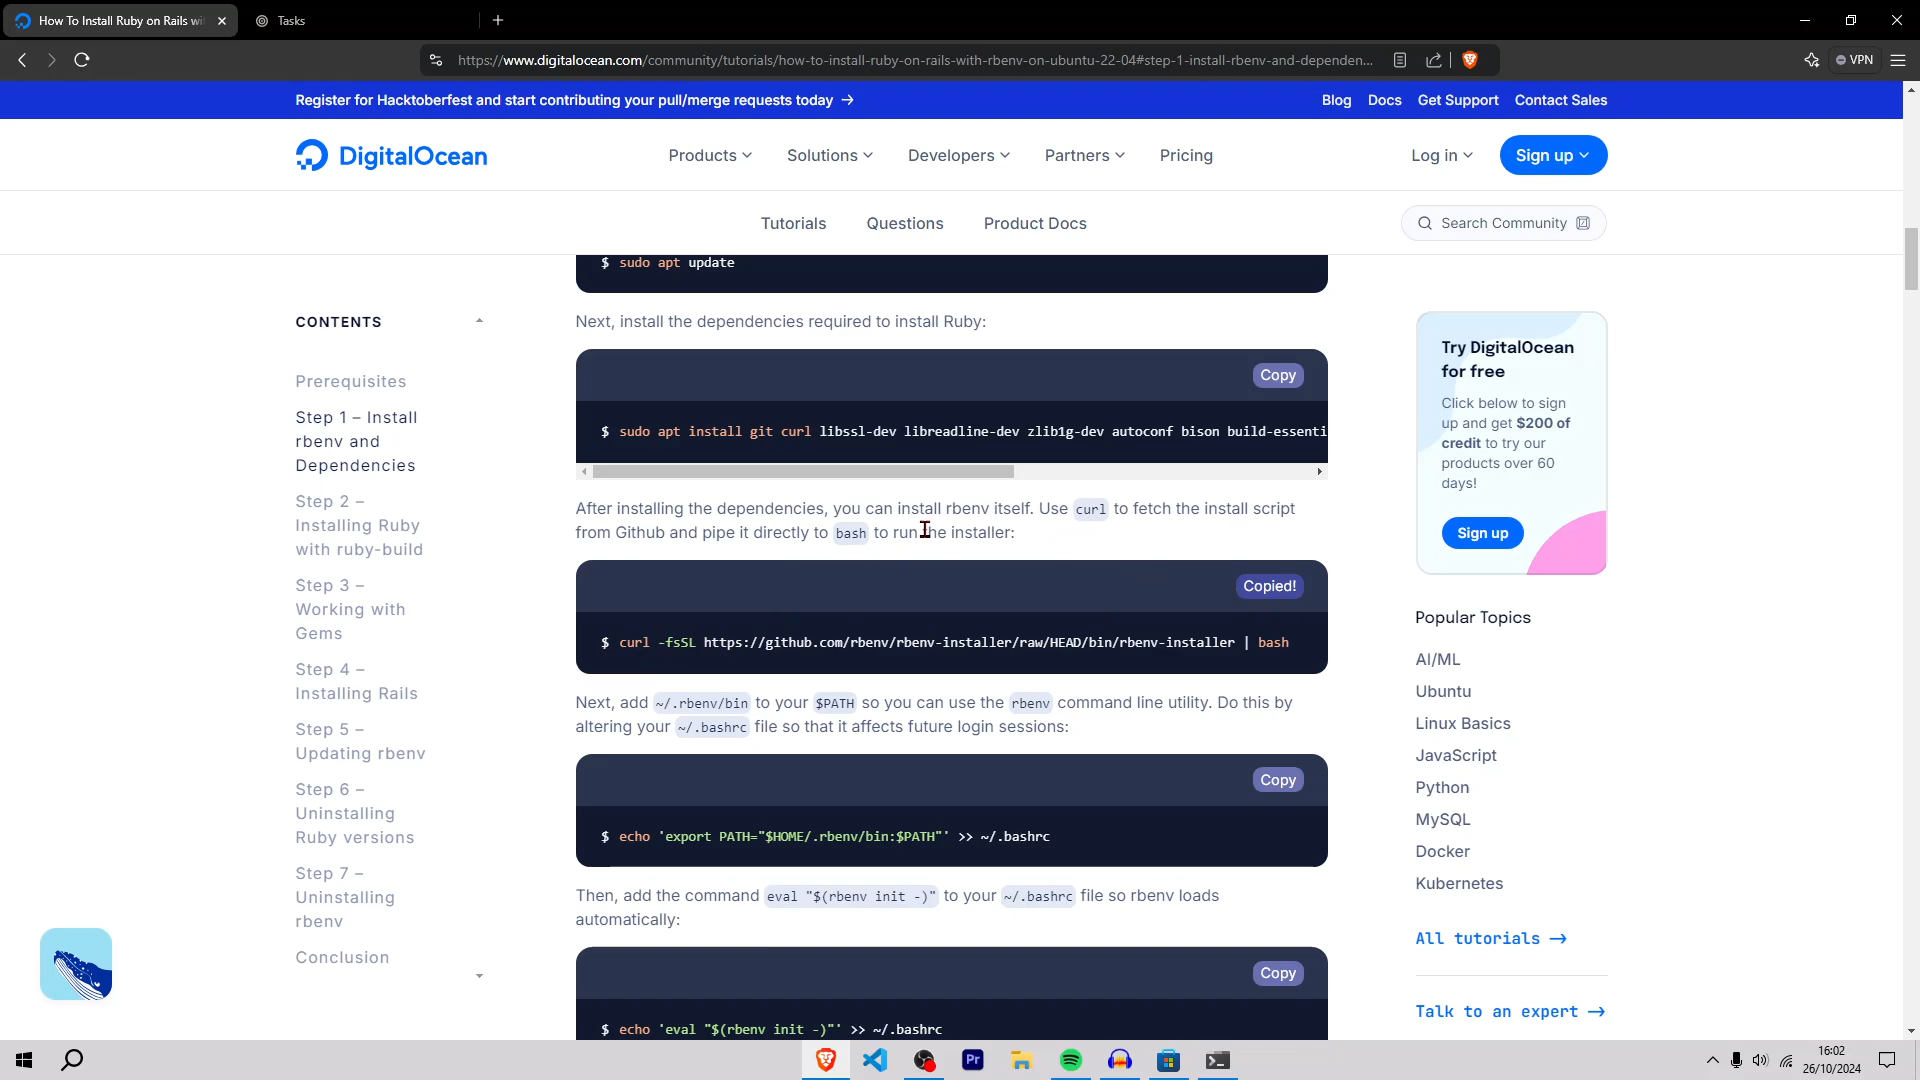 How To Install Ruby on Rails wi
Tasks
https://www.digitalocean.com/community/tutorials/how-to-install-ruby-on-rails-with-rbenv-on-ubuntu-22-04#step-1-install-rbenv-and-dependen...
VPN
Register for Hacktoberfest and start contributing your pull/merge requests today →
Blog Docs Get Support Contact Sales
DigitalOcean
Products Solutions Developers Partners Pricing
Log in Sign up
Tutorials Questions Product Docs
Search Community
$ sudo apt update
CONTENTS
Prerequisites
Step 1 – Install
rbenv and
Dependencies
Step 2 –
Installing Ruby
with ruby-build
Step 3 –
Working with
Gems
Step 4 –
Installing Rails
Step 5 –
Updating rbenv
Step 6 –
Uninstalling
Ruby versions
Step 7 –
Uninstalling
rbenv
Conclusion
Next, install the dependencies required to install Ruby:
Copy
$ sudo apt install git curl libssl-dev libreadline-dev zlib1g-dev autoconf bison build-essenti
After installing the dependencies, you can install rbenv itself. Use curl to fetch the install script
from Github and pipe it directly to bash to run the installer:
Copied!
$ curl -fsSL https://github.com/rbenv/rbenv-installer/raw/HEAD/bin/rbenv-installer | bash
Next, add ~/.rbenv/bin to your $PATH so you can use the rbenv command line utility. Do this by
altering your ~/.bashrc file so that it affects future login sessions:
Copy
$ echo 'export PATH="$HOME/.rbenv/bin:$PATH"' >> ~/.bashrc
Then, add the command eval "$(rbenv init -)" to your ~/.bashrc file so rbenv loads
automatically:
Copy
$ echo 'eval "$(rbenv init -)"' >> ~/.bashrc
Try DigitalOcean
for free
Click below to sign
up and get $200 of
credit to try our
products over 60
days!
Sign up
Popular Topics
AI/ML
Ubuntu
Linux Basics
JavaScript
Python
MySQL
Docker
Kubernetes
All tutorials →
Talk to an expert →
Pr
16:02
26/10/2024